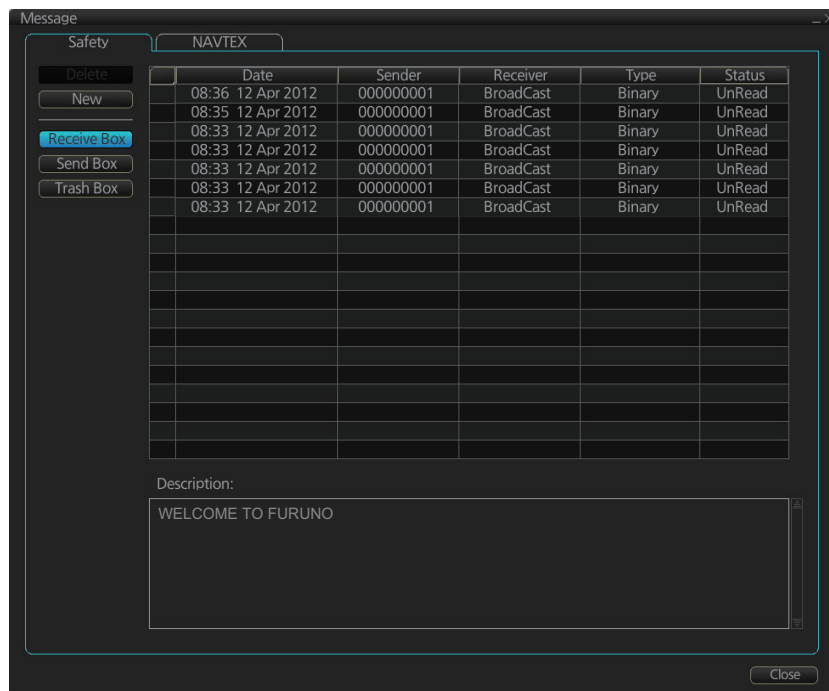 Message
Safety NAVTEX
Delete
New
Receive Box
Send Box
Trash Box
Date Sender Receiver Type Status
08:36 12 Apr 2012 000000001 BroadCast Binary UnRead
08:35 12 Apr 2012 000000001 BroadCast Binary UnRead
08:33 12 Apr 2012 000000001 BroadCast Binary UnRead
08:33 12 Apr 2012 000000001 BroadCast Binary UnRead
08:33 12 Apr 2012 000000001 BroadCast Binary UnRead
08:33 12 Apr 2012 000000001 BroadCast Binary UnRead
08:33 12 Apr 2012 000000001 BroadCast Binary UnRead
Description:
WELCOME TO FURUNO
Close